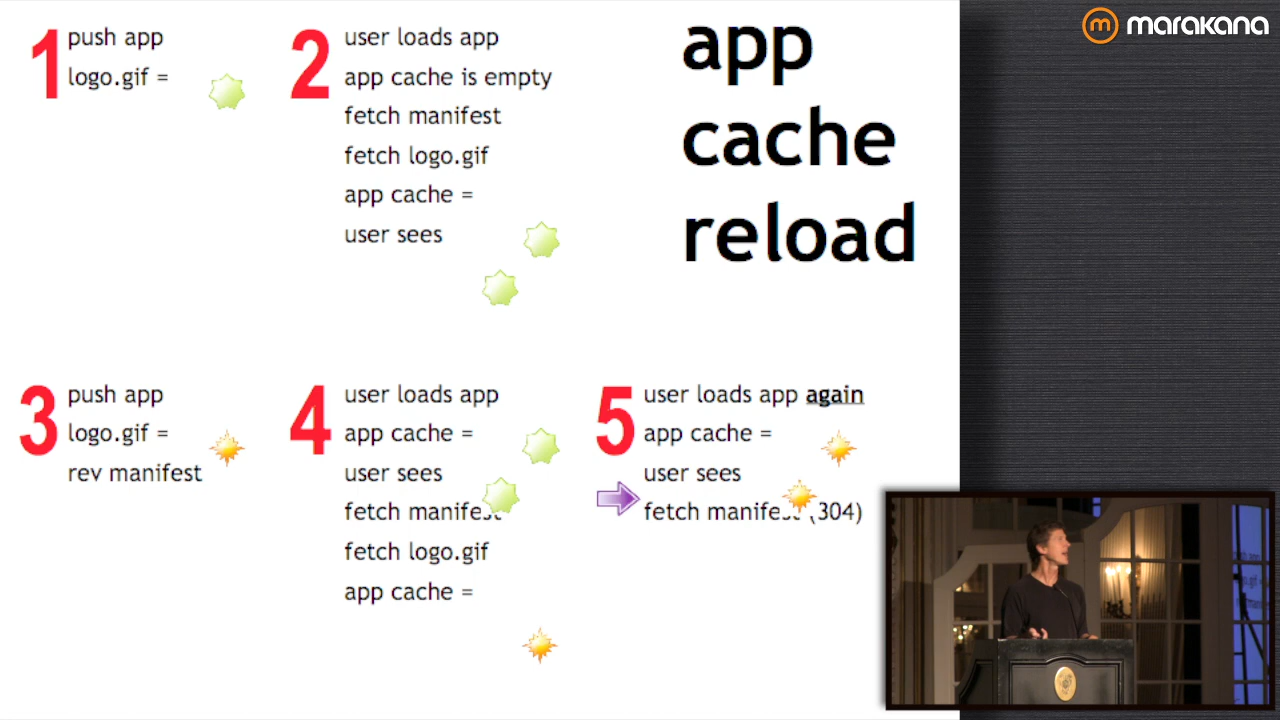 1
push app
logo.gif =
2
user loads app
app cache is empty
fetch manifest
fetch logo.gif
app cache =
user sees
app
cache
reload
3
push app
logo.gif =
rev manifest
4
user loads app
app cache =
user sees
fetch manifest
fetch logo.gif
app cache =
5
user loads app again
app cache =
user sees
fetch manifest (304)
m marakana